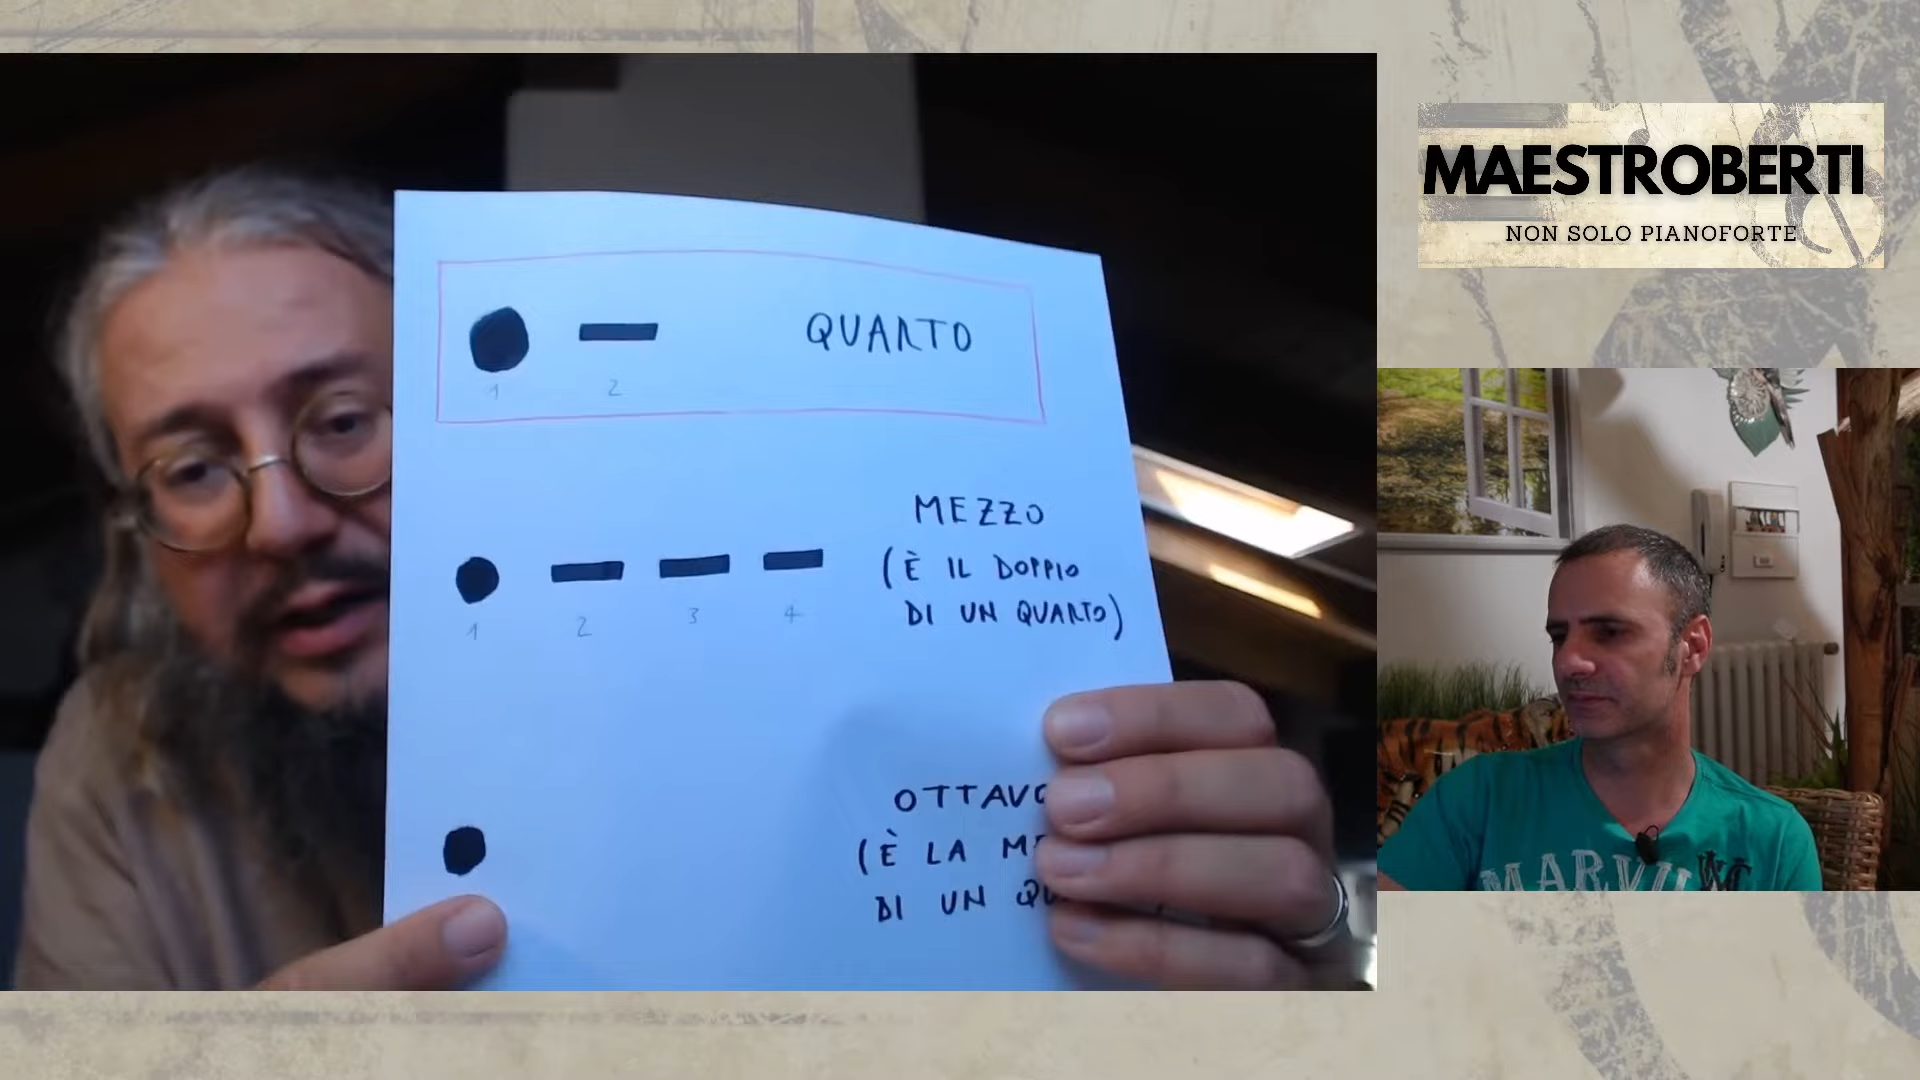 MAESTROBERTI
NON SOLO PIANOFORTE
QUARTO
1 2
MEZZO
(È IL DOPPIO
DI UN QUARTO)
1 2 3 4
OTTAVO
(È LA
DI UN